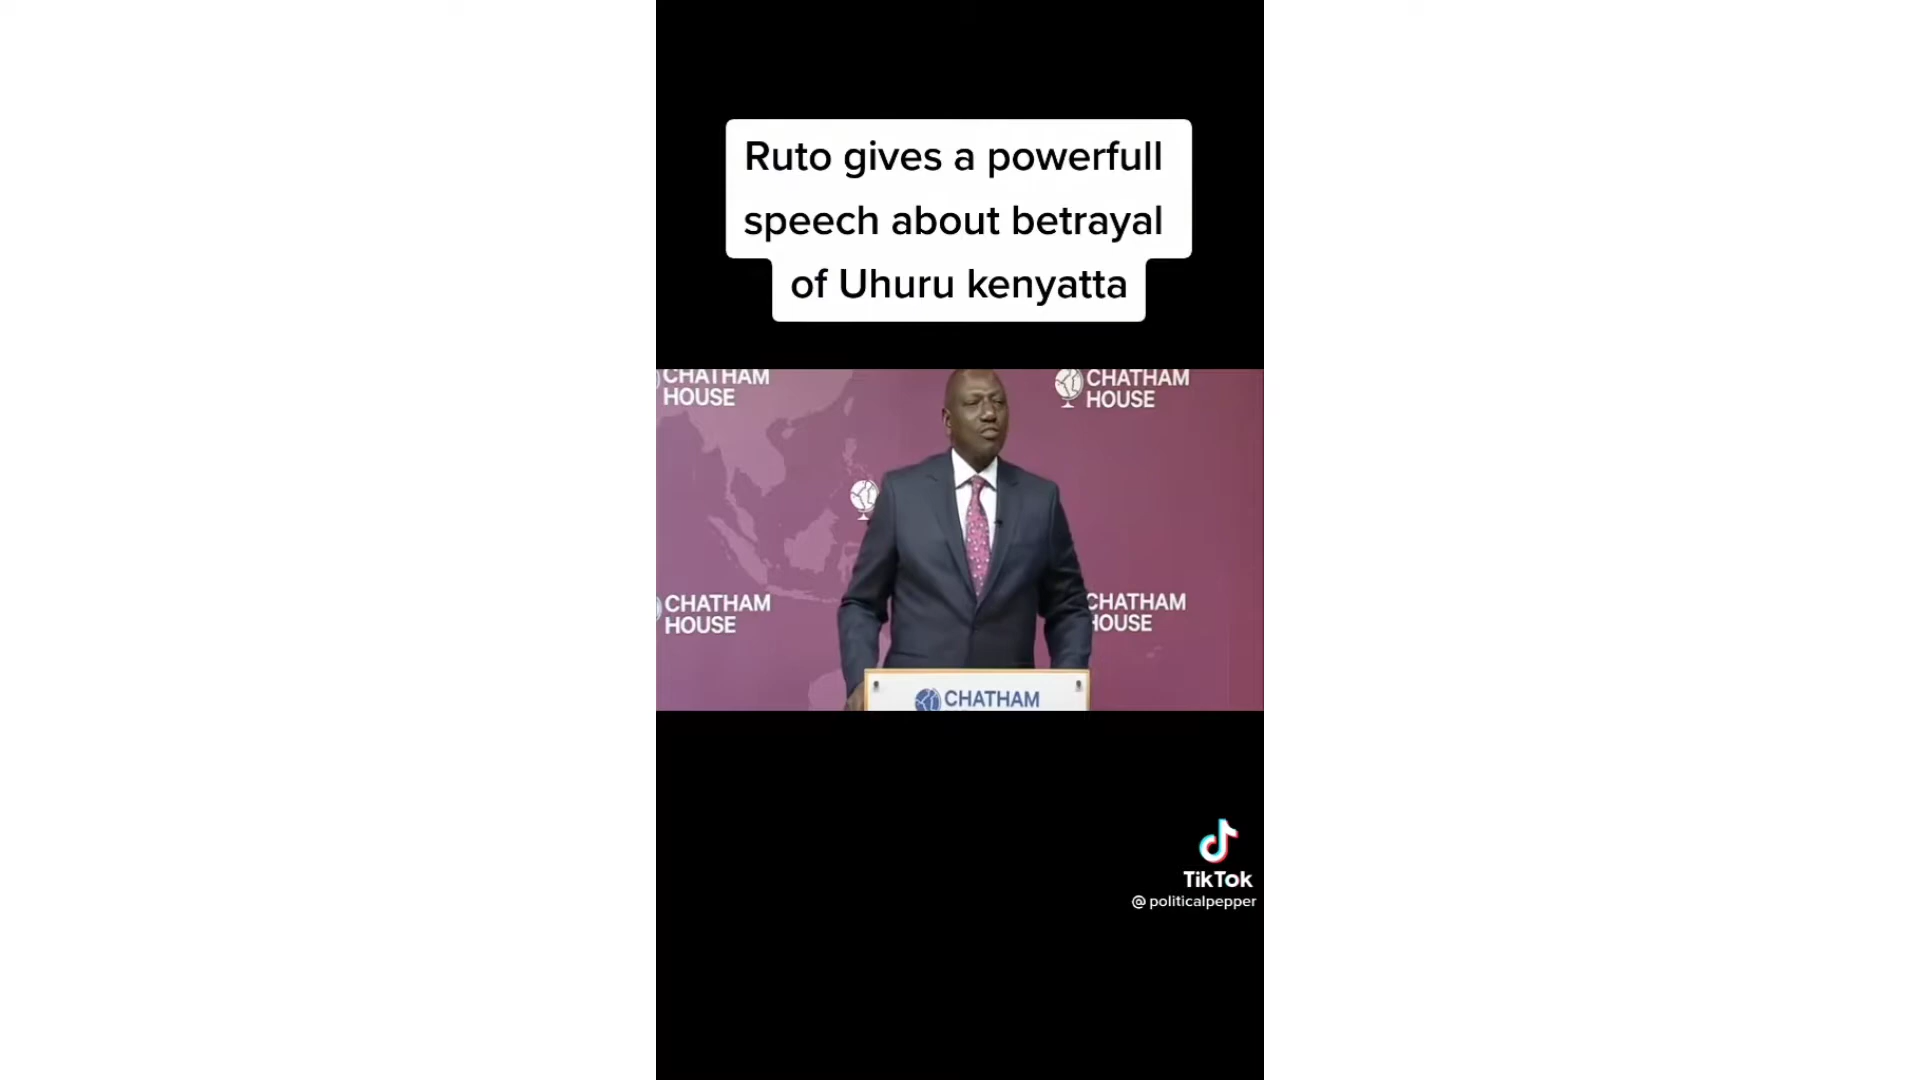 Ruto gives a powerfull
speech about betrayal
of Uhuru kenyatta
CHATHAM
HOUSE
CHATHAM
HOUSE
CHATHAM
HOUSE
CHATHAM
HOUSE
CHATHAM
TikTok
@politicalpepper